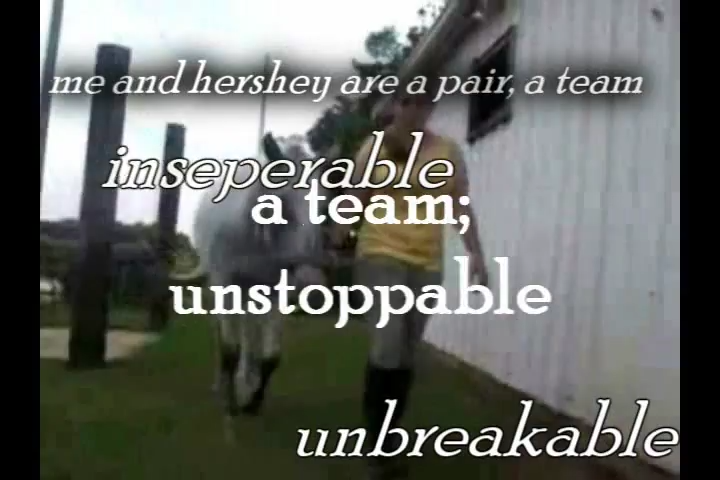 me and hershey are a pair, a team
inseperable
a team;
unstoppable
unbreakable